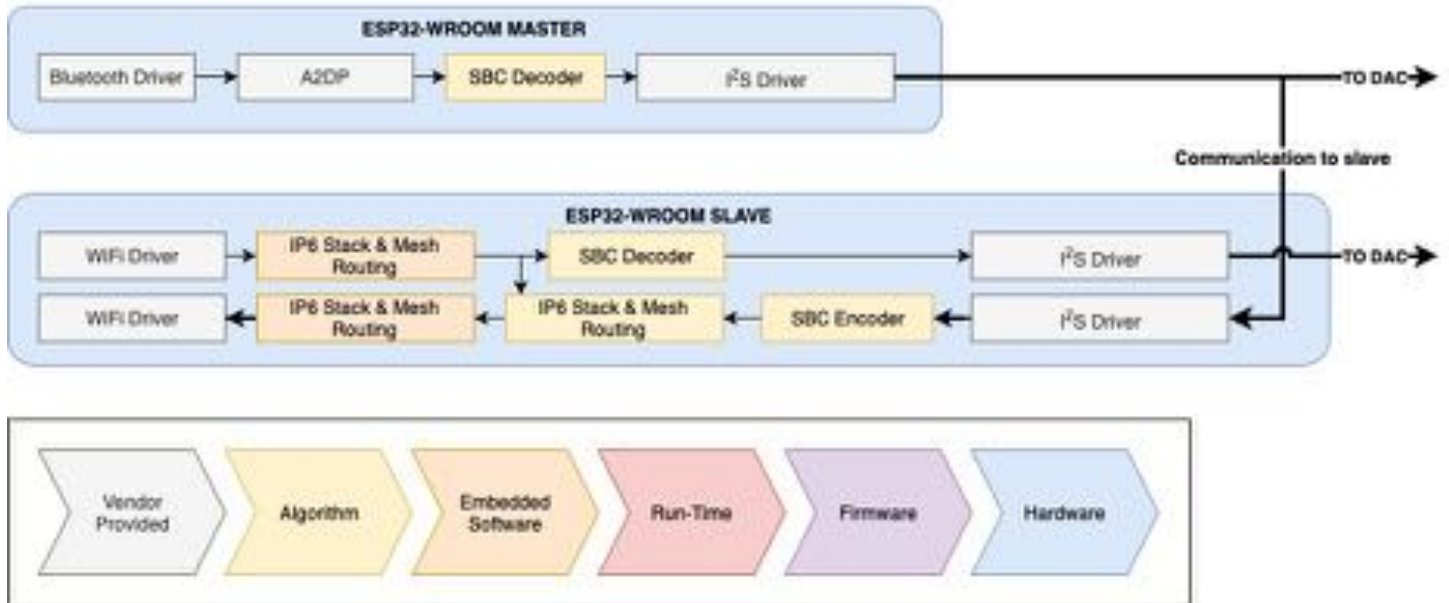 ESP32-WROOM MASTER
Bluetooth Driver
A2DP
SBC Decoder
I²S Driver
TO DAC
Communication to slave
ESP32-WROOM SLAVE
WiFi Driver
IP6 Stack & Mesh
Routing
SBC Decoder
I²S Driver
TO DAC
WiFi Driver
IP6 Stack & Mesh
Routing
IP6 Stack & Mesh
Routing
SBC Encoder
I²S Driver
Vendor
Provided
Algorithm
Embedded
Software
Run-Time
Firmware
Hardware